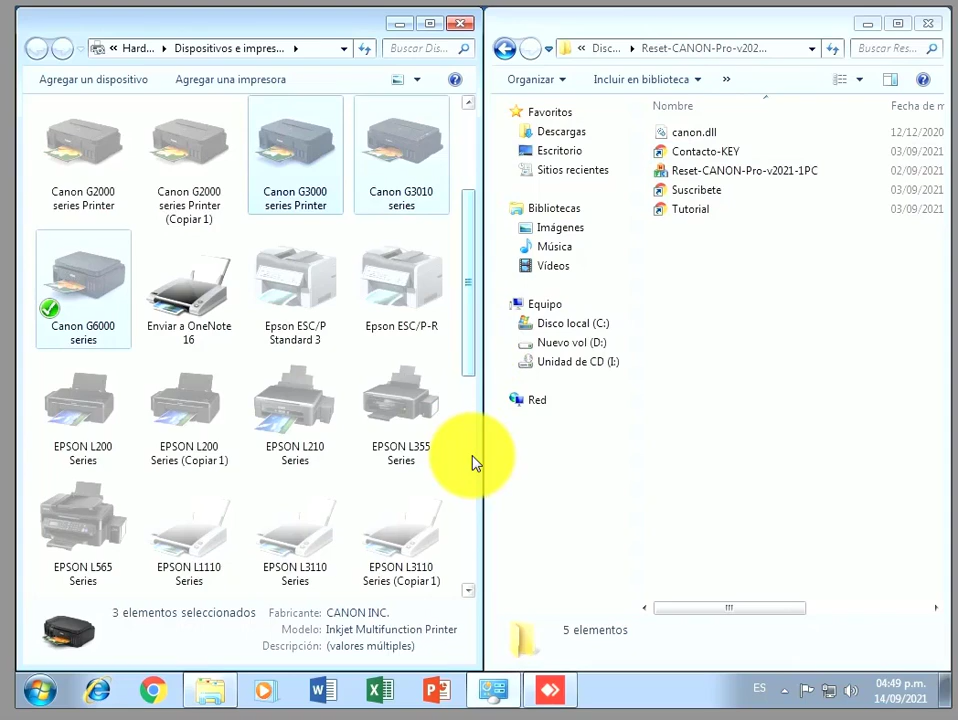 « Hard... ▸ Dispositivos e impres... ▸
Buscar Dis...
Agregar un dispositivo
Agregar una impresora
Canon G2000
series Printer
Canon G2000
series Printer
(Copiar 1)
Canon G3000
series Printer
Canon G3010
series
Canon G6000
series
Enviar a OneNote
16
Epson ESC/P
Standard 3
Epson ESC/P-R
EPSON L200
Series
EPSON L200
Series (Copiar 1)
EPSON L210
Series
EPSON L355
Series
EPSON L565
Series
EPSON L1110
Series
EPSON L3110
Series
EPSON L3110
Series (Copiar 1)
3 elementos seleccionados
Fabricante: CANON INC.
Modelo: Inkjet Multifunction Printer
Descripción: (valores múltiples)
« Disc... ▸ Reset-CANON-Pro-v202...
Buscar Res...
Organizar
Incluir en biblioteca
»
Favoritos
Descargas
Escritorio
Sitios recientes
Bibliotecas
Imágenes
Música
Vídeos
Equipo
Disco local (C:)
Nuevo vol (D:)
Unidad de CD (I:)
Red
Nombre
Fecha de m
canon.dll 12/12/2020
Contacto-KEY 03/09/2021
Reset-CANON-Pro-v2021-1PC 02/09/2021
Suscribete 03/09/2021
Tutorial 03/09/2021
5 elementos
ES
04:49 p.m.
14/09/2021